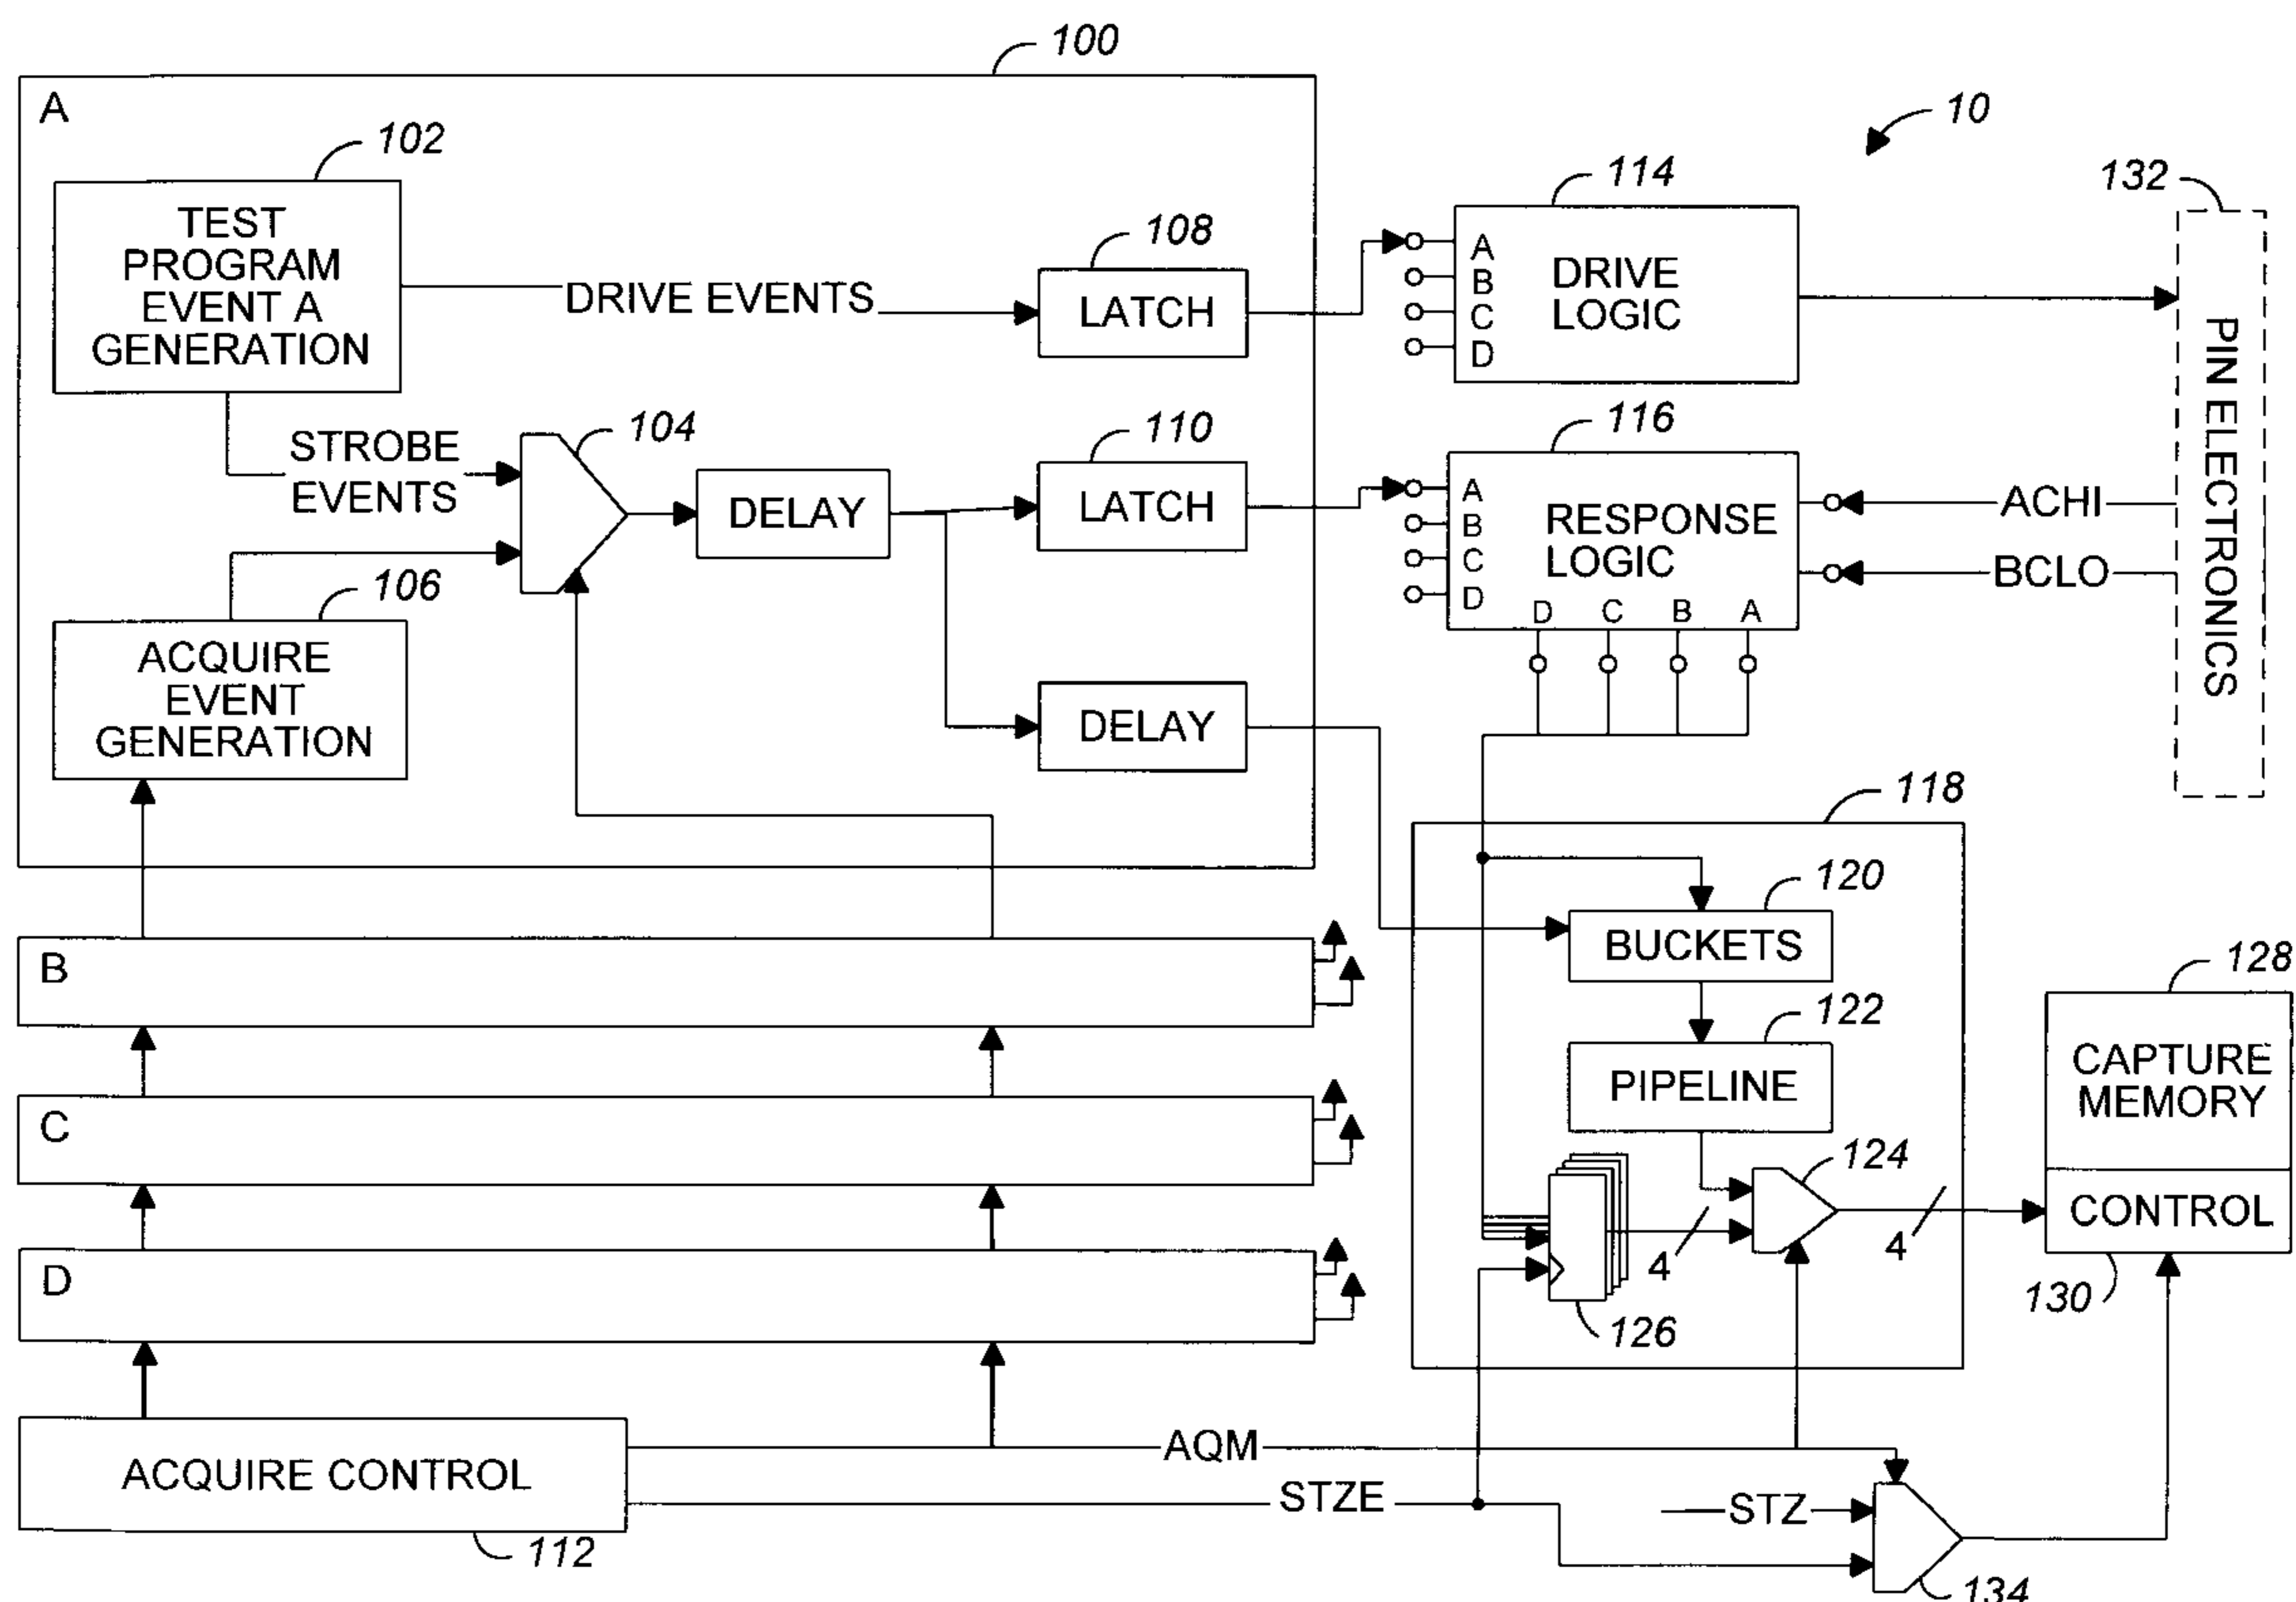 100
A
10
102
TEST
PROGRAM
EVENT A
GENERATION
DRIVE EVENTS
108
LATCH
114
A
B
C
D
DRIVE
LOGIC
132
PIN ELECTRONICS
STROBE
EVENTS
104
DELAY
110
LATCH
116
A
B
C
D
RESPONSE
LOGIC
D C B A
ACHI
BCLO
106
ACQUIRE
EVENT
GENERATION
DELAY
118
120
BUCKETS
122
PIPELINE
124
4
4
126
128
CAPTURE
MEMORY
CONTROL
130
B
C
D
ACQUIRE CONTROL
112
AQM
STZE
STZ
134